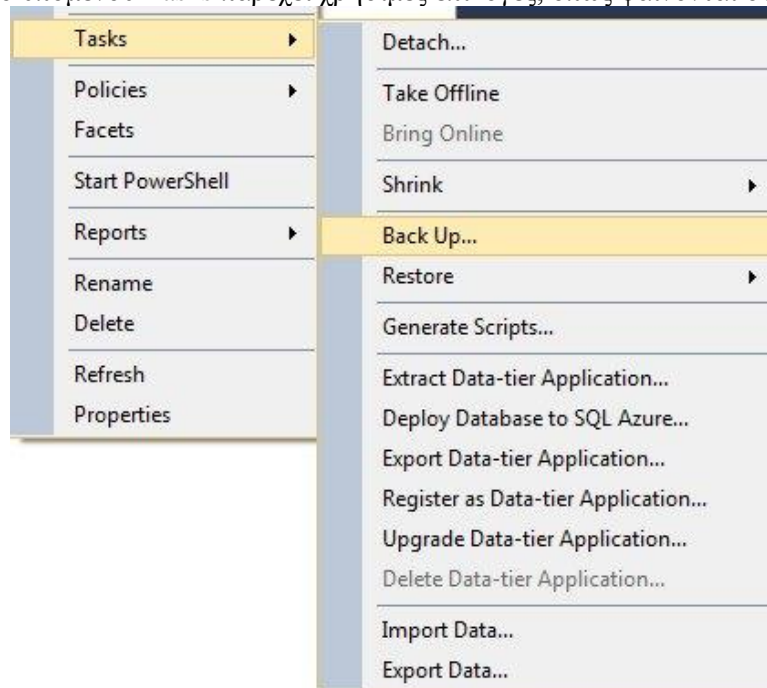 Tasks
Policies
Facets
Start PowerShell
Reports
Rename
Delete
Refresh
Properties
Detach...
Take Offline
Bring Online
Shrink
Back Up...
Restore
Generate Scripts...
Extract Data-tier Application...
Deploy Database to SQL Azure...
Export Data-tier Application...
Register as Data-tier Application...
Upgrade Data-tier Application...
Delete Data-tier Application...
Import Data...
Export Data...